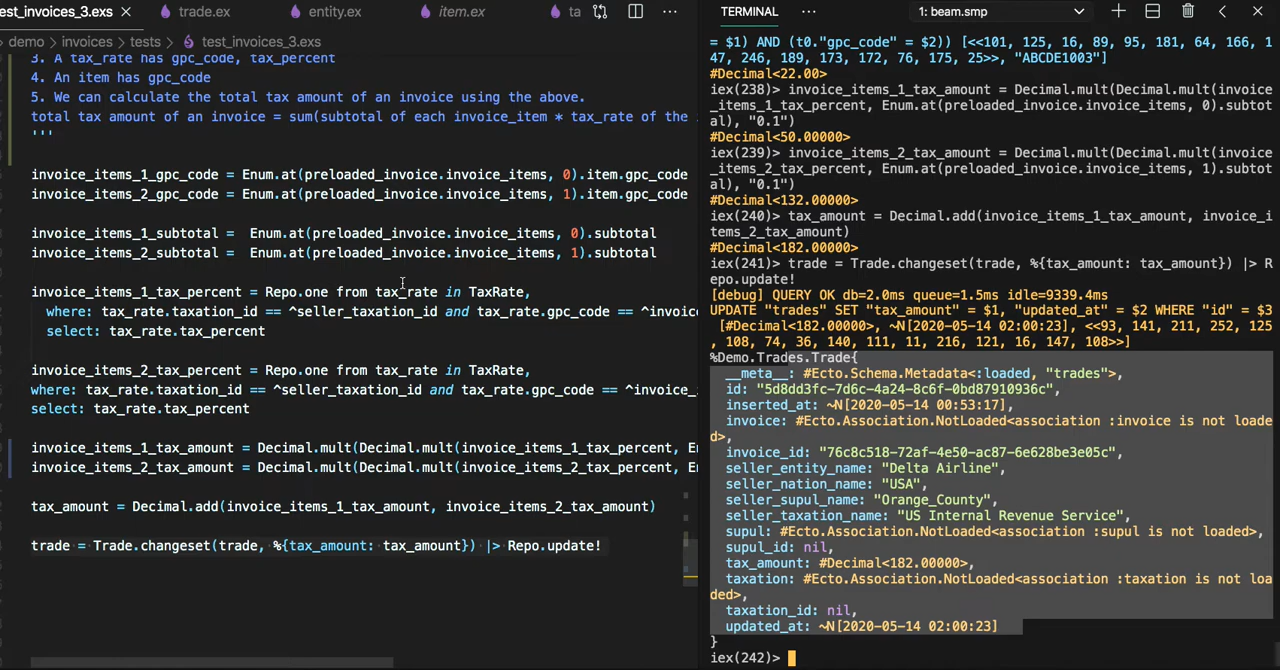 est_invoices_3.exs
trade.ex
entity.ex
item.ex
ta
demo > invoices > tests > test_invoices_3.exs
3. A tax_rate has gpc_code, tax_percent
4. An item has gpc_code
5. We can calculate the total tax amount of an invoice using the above.
total tax amount of an invoice = sum(subtotal of each invoice_item * tax_rate of the
'''
invoice_items_1_gpc_code = Enum.at(preloaded_invoice.invoice_items, 0).item.gpc_code
invoice_items_2_gpc_code = Enum.at(preloaded_invoice.invoice_items, 1).item.gpc_code
invoice_items_1_subtotal =  Enum.at(preloaded_invoice.invoice_items, 0).subtotal
invoice_items_2_subtotal =  Enum.at(preloaded_invoice.invoice_items, 1).subtotal
invoice_items_1_tax_percent = Repo.one from tax_rate in TaxRate,
where: tax_rate.taxation_id == ^seller_taxation_id and tax_rate.gpc_code == ^invoic
select: tax_rate.tax_percent
invoice_items_2_tax_percent = Repo.one from tax_rate in TaxRate,
where: tax_rate.taxation_id == ^seller_taxation_id and tax_rate.gpc_code == ^invoice_
select: tax_rate.tax_percent
invoice_items_1_tax_amount = Decimal.mult(Decimal.mult(invoice_items_1_tax_percent, En
invoice_items_2_tax_amount = Decimal.mult(Decimal.mult(invoice_items_2_tax_percent, En
tax_amount = Decimal.add(invoice_items_1_tax_amount, invoice_items_2_tax_amount)
trade = Trade.changeset(trade, %{tax_amount: tax_amount}) |> Repo.update!
TERMINAL
1: beam.smp
= $1) AND (t0."gpc_code" = $2)) [<<101, 125, 16, 89, 95, 181, 64, 166, 1
47, 246, 189, 173, 172, 76, 175, 25>>, "ABCDE1003"]
#Decimal<22.00>
iex(238)> invoice_items_1_tax_amount = Decimal.mult(Decimal.mult(invoice
_items_1_tax_percent, Enum.at(preloaded_invoice.invoice_items, 0).subtot
al), "0.1")
#Decimal<50.00000>
iex(239)> invoice_items_2_tax_amount = Decimal.mult(Decimal.mult(invoice
_items_2_tax_percent, Enum.at(preloaded_invoice.invoice_items, 1).subtot
al), "0.1")
#Decimal<132.00000>
iex(240)> tax_amount = Decimal.add(invoice_items_1_tax_amount, invoice_i
tems_2_tax_amount)
#Decimal<182.00000>
iex(241)> trade = Trade.changeset(trade, %{tax_amount: tax_amount}) |> R
epo.update!
[debug] QUERY OK db=2.0ms queue=1.5ms idle=9339.4ms
UPDATE "trades" SET "tax_amount" = $1, "updated_at" = $2 WHERE "id" = $3
[#Decimal<182.00000>, ~N[2020-05-14 02:00:23], <<93, 141, 211, 252, 125
, 108, 74, 36, 140, 111, 11, 216, 121, 16, 147, 108>>]
%Demo.Trades.Trade{
__meta__: #Ecto.Schema.Metadata<:loaded, "trades">,
id: "5d8dd3fc-7d6c-4a24-8c6f-0bd87910936c",
inserted_at: ~N[2020-05-14 00:53:17],
invoice: #Ecto.Association.NotLoaded<association :invoice is not loade
d>,
invoice_id: "76c8c518-72af-4e50-ac87-6e628be3e05c",
seller_entity_name: "Delta Airline",
seller_nation_name: "USA",
seller_supul_name: "Orange_County",
seller_taxation_name: "US Internal Revenue Service",
supul: #Ecto.Association.NotLoaded<association :supul is not loaded>,
supul_id: nil,
tax_amount: #Decimal<182.00000>,
taxation: #Ecto.Association.NotLoaded<association :taxation is not loa
ded>,
taxation_id: nil,
updated_at: ~N[2020-05-14 02:00:23]
}
iex(242)>